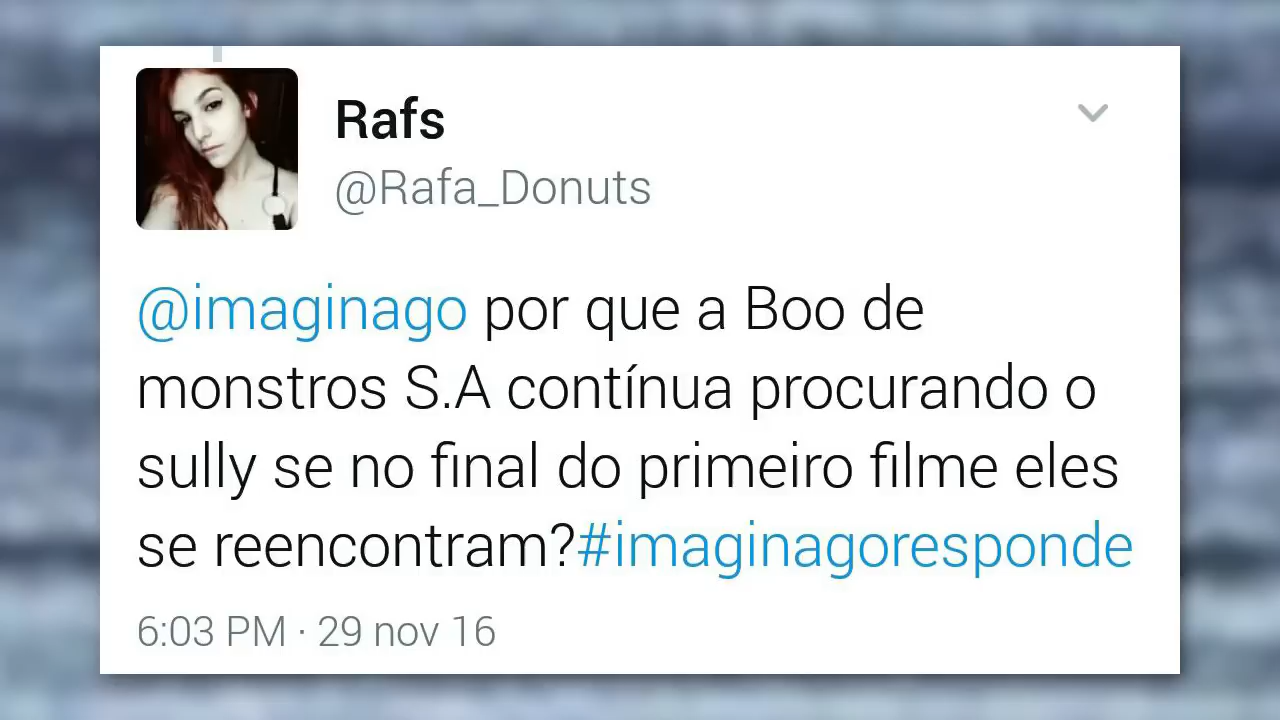 Rafs
@Rafa_Donuts
@imaginago por que a Boo de
monstros S.A contínua procurando o
sully se no final do primeiro filme eles
se reencontram?#imaginagoresponde
6:03 PM · 29 nov 16